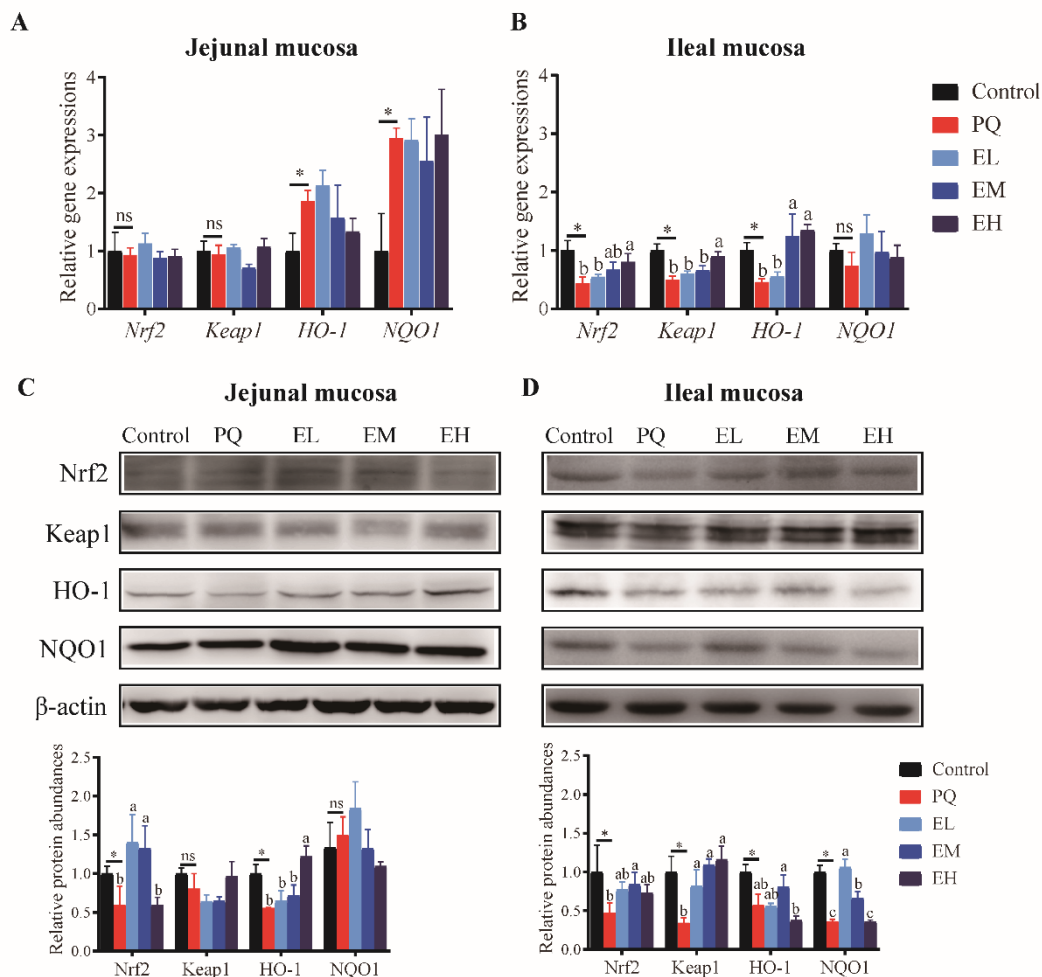 A
Jejunal mucosa
Relative gene expressions
4
3
2
1
0
ns
ns
*
*
Nrf2 Keap1 HO-1 NQO1
B
Ileal mucosa
Relative gene expressions
4
3
2
1
0
* b b ab a
* b b b a
* b b a a
ns
Nrf2 Keap1 HO-1 NQO1
Control
PQ
EL
EM
EH
C
Jejunal mucosa
Control PQ EL EM EH
Nrf2
Keap1
HO-1
NQO1
β-actin
Relative protein abundances
2.5
2.0
1.5
1.0
0.5
0.0
* b a a b
ns
* b b b a
ns
Nrf2 Keap1 HO-1 NQO1
D
Ileal mucosa
Control PQ EL EM EH
Relative protein abundances
2.5
2.0
1.5
1.0
0.5
0.0
* b ab a ab
* b a a a
* ab ab a b
* c a b c
Nrf2 Keap1 HO-1 NQO1
Control
PQ
EL
EM
EH